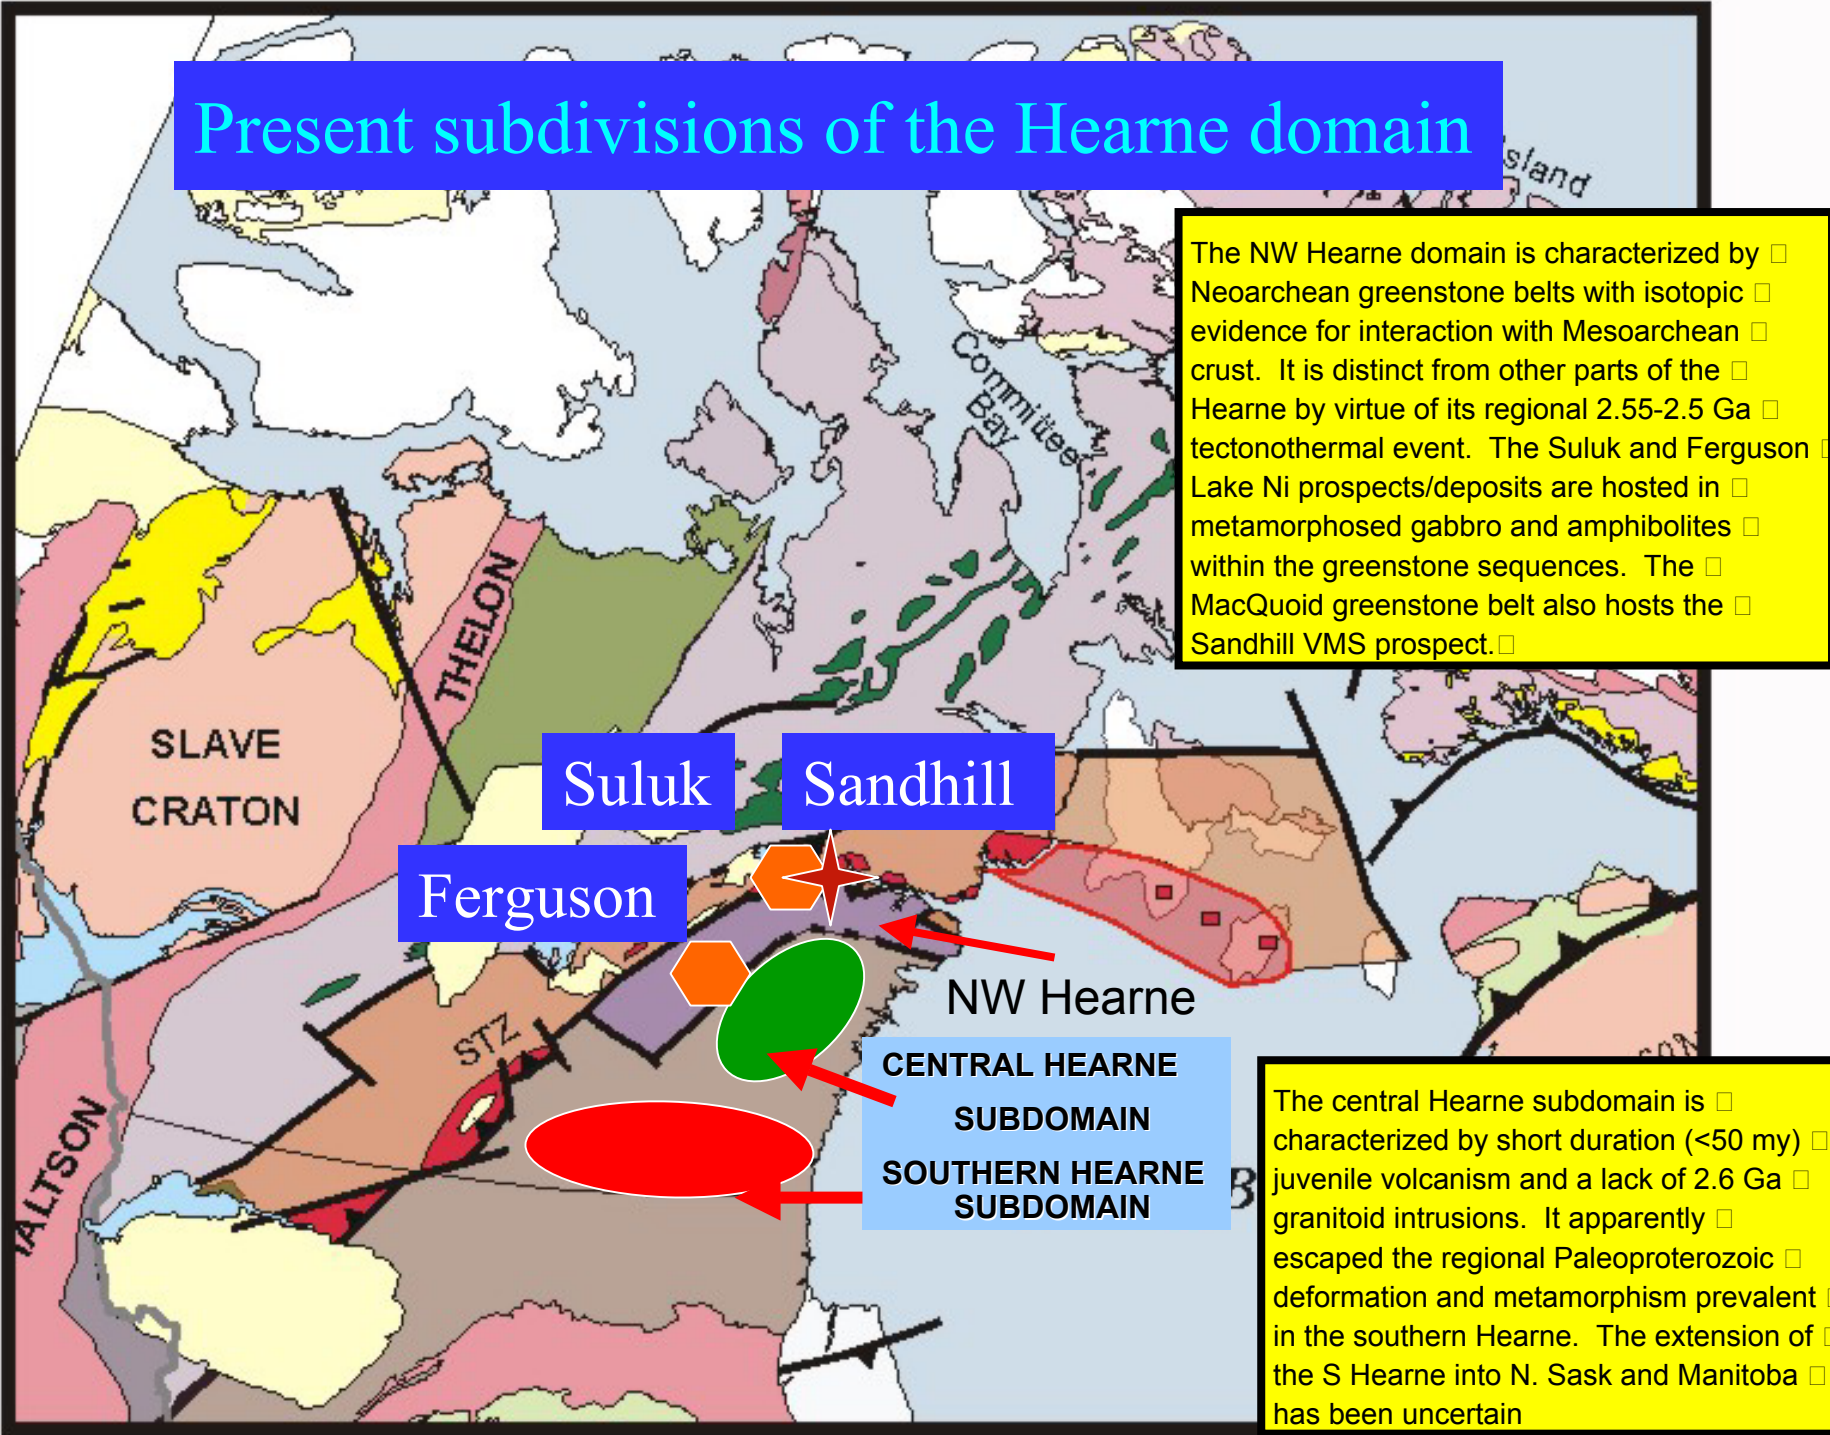 Present subdivisions of the Hearne domain
Island
The NW Hearne domain is characterized by
Neoarchean greenstone belts with isotopic
evidence for interaction with Mesoarchean
crust. It is distinct from other parts of the
Hearne by virtue of its regional 2.55-2.5 Ga
tectonothermal event. The Suluk and Ferguson
Lake Ni prospects/deposits are hosted in
metamorphosed gabbro and amphibolites
within the greenstone sequences. The
MacQuoid greenstone belt also hosts the
Sandhill VMS prospect.
Committee
Bay
THELON
SLAVE
CRATON
Suluk
Sandhill
Ferguson
NW Hearne
STZ
CENTRAL HEARNE
SUBDOMAIN
SOUTHERN HEARNE
SUBDOMAIN
B
ALTSON
The central Hearne subdomain is
characterized by short duration (<50 my)
juvenile volcanism and a lack of 2.6 Ga
granitoid intrusions. It apparently
escaped the regional Paleoproterozoic
deformation and metamorphism prevalent
in the southern Hearne. The extension of
the S Hearne into N. Sask and Manitoba
has been uncertain